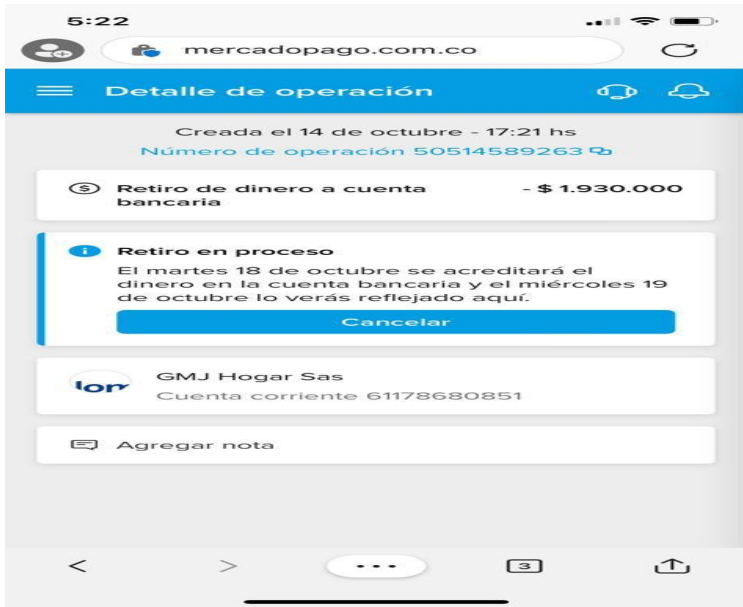 5:22
mercadopago.com.co
Detalle de operación
Creada el 14 de octubre - 17:21 hs
Número de operación 50514589263
Retiro de dinero a cuenta - $ 1.930.000
bancaria
Retiro en proceso
El martes 18 de octubre se acreditará el
dinero en la cuenta bancaria y el miércoles 19
de octubre lo verás reflejado aquí.
Cancelar
GMJ Hogar Sas
Cuenta corriente 61178680851
Agregar nota
3